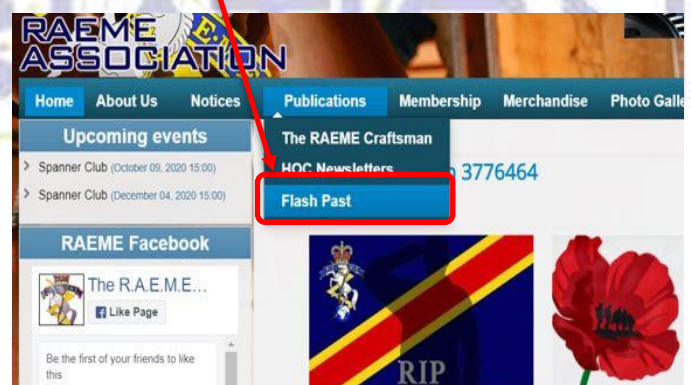 RAEME
ASSOCIATION
Home About Us Notices Publications Membership Merchandise Photo Galle
Upcoming events
Spanner Club (October 09, 2020 15:00)
Spanner Club (December 04, 2020 15:00)
The RAEME Craftsman
HOC Newsletters
3776464
Flash Past
RAEME Facebook
The R.A.E.M.E...
Like Page
Be the first of your friends to like
this
RIP